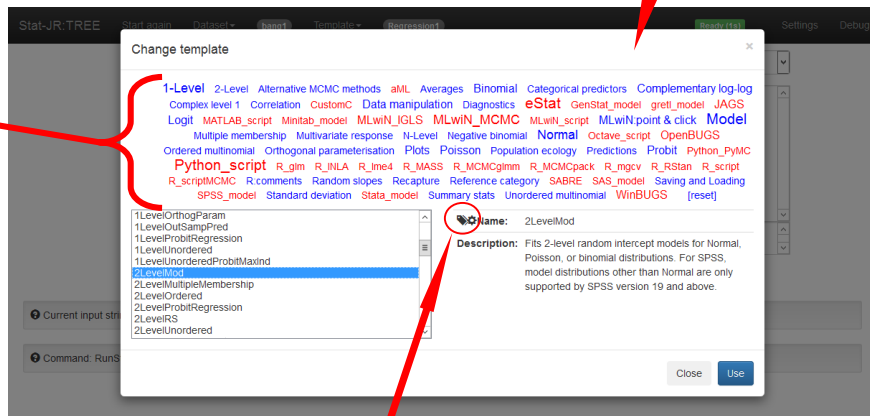 Stat-JR:TREE Start again Dataset bang1 Template Regression1 Ready (1s) Settings Debug
Change template ×
1-Level 2-Level Alternative MCMC methods aML Averages Binomial Categorical predictors Complementary log-log
Complex level 1 Correlation CustomC Data manipulation Diagnostics eStat GenStat_model gretl_model JAGS
Logit MATLAB_script Minitab_model MLwiN_IGLS MLwiN_MCMC MLwiN_script MLwiN:point & click Model
Multiple membership Multivariate response N-Level Negative binomial Normal Octave_script OpenBUGS
Ordered multinomial Orthogonal parameterisation Plots Poisson Population ecology Predictions Probit Python_PyMC
Python_script R_glm R_INLA R_lme4 R_MASS R_MCMCglmm R_MCMCpack R_mgcv R_RStan R_script
R_scriptMCMC R:comments Random slopes Recapture Reference category SABRE SAS_model Saving and Loading
SPSS_model Standard deviation Stata_model Summary stats Unordered multinomial WinBUGS [reset]
1LevelOrthogParam
1LevelOutSampPred
1LevelProbitRegression
1LevelUnordered
1LevelUnorderedProbitMaxInd
2LevelMod
2LevelMultipleMembership
2LevelOrdered
2LevelProbitRegression
2LevelRS
2LevelUnordered
Name: 2LevelMod
Description: Fits 2-level random intercept models for Normal,
Poisson, or binomial distributions. For SPSS,
model distributions other than Normal are only
supported by SPSS version 19 and above.
Current input stri
Command: RunS
Close Use